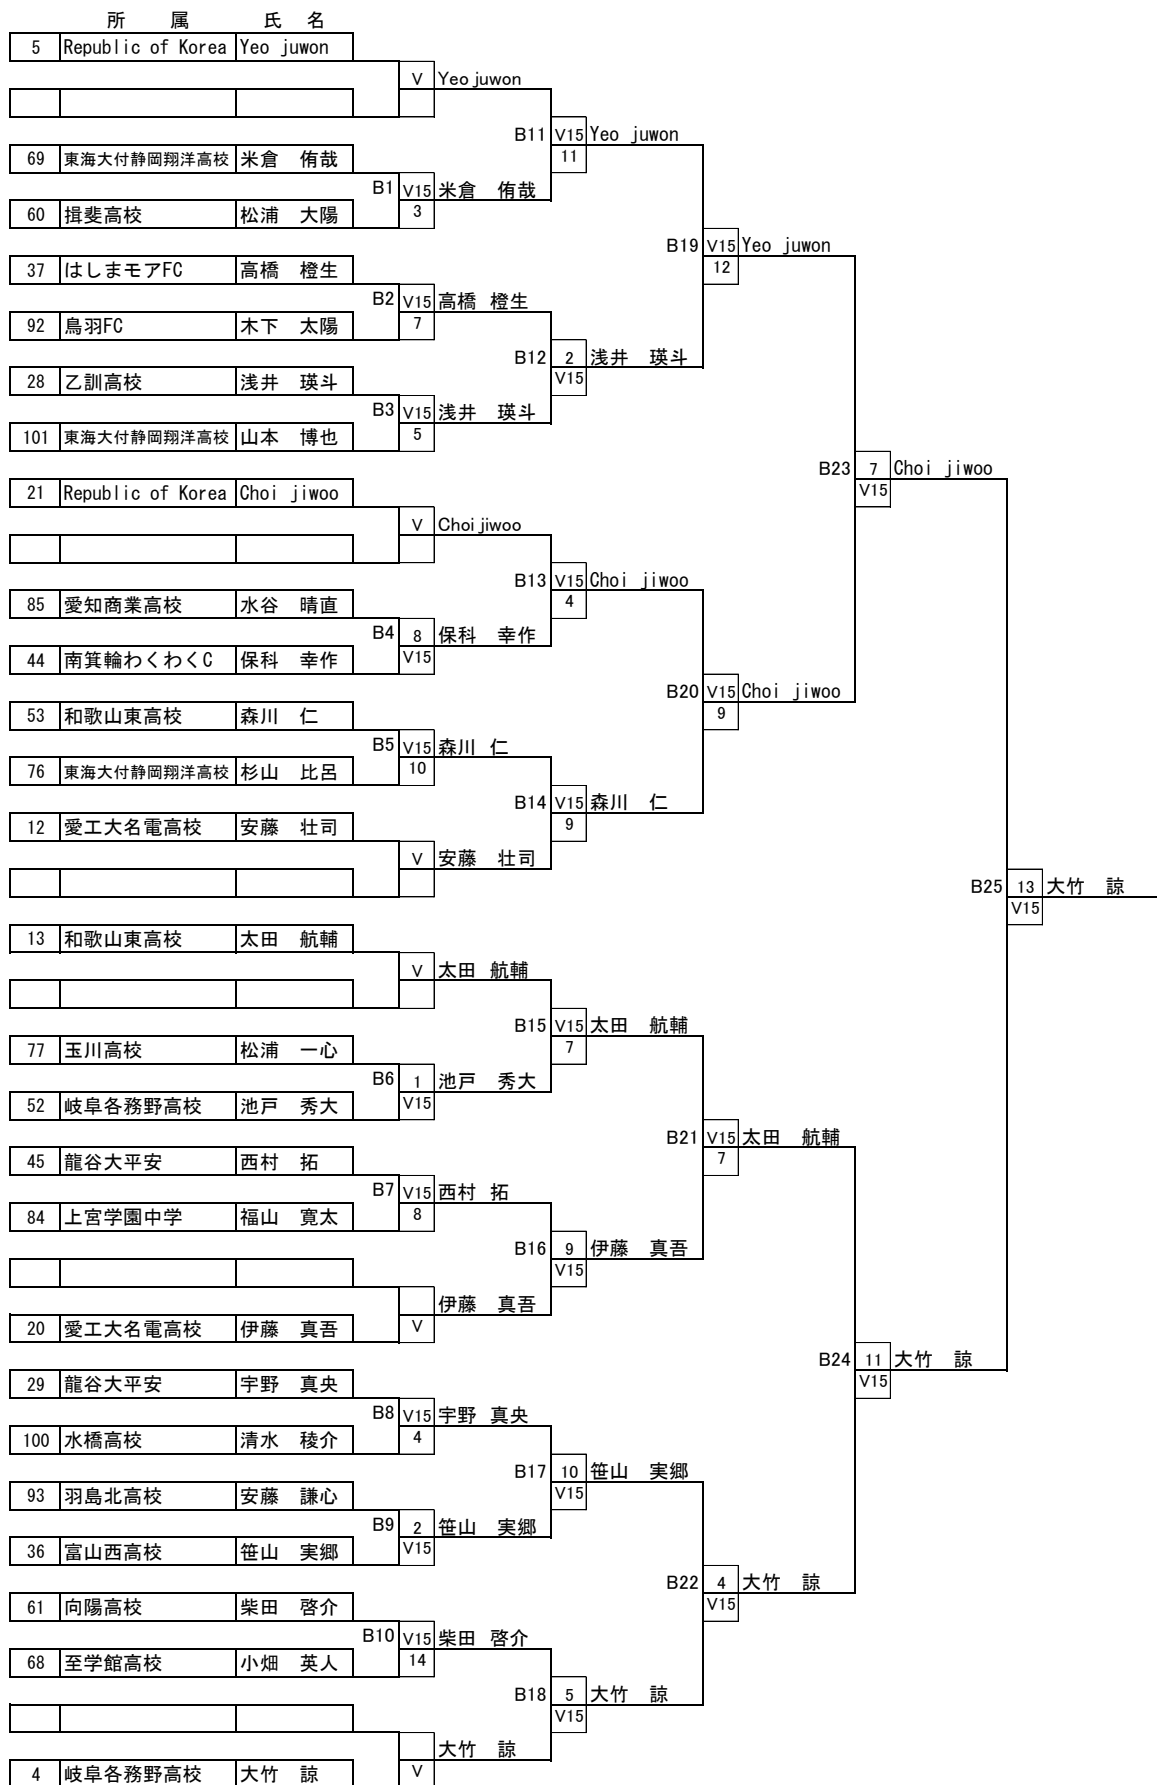 所　属　氏　名
5 Republic of Korea Yeo juwon
V Yeo juwon
B11 V15 Yeo juwon
11
69 東海大付静岡翔洋高校 米倉　侑哉
B1 V15 米倉　侑哉
3
60 揖斐高校 松浦　大陽
B19 V15 Yeo juwon
12
37 はしまモアFC 高橋　橙生
B2 V15 高橋 橙生
7
92 鳥羽FC 木下　太陽
B12 2 浅井　瑛斗
V15
28 乙訓高校 浅井　瑛斗
B3 V15 浅井　瑛斗
5
101 東海大付静岡翔洋高校 山本　博也
B23 7 Choi jiwoo
V15
21 Republic of Korea Choi jiwoo
V Choi jiwoo
B13 V15 Choi jiwoo
4
85 愛知商業高校 水谷　晴直
B4 8 保科　幸作
V15
44 南箕輪わくわくC 保科　幸作
B20 V15 Choi jiwoo
9
53 和歌山東高校 森川　仁
B5 V15 森川 仁
10
76 東海大付静岡翔洋高校 杉山　比呂
B14 V15 森川　仁
9
12 愛工大名電高校 安藤　壮司
V 安藤　壮司
B25 13 大竹　諒
V15
13 和歌山東高校 太田　航輔
V 太田 航輔
B15 V15 太田　航輔
7
77 玉川高校 松浦　一心
B6 1 池戸　秀大
V15
52 岐阜各務野高校 池戸　秀大
B21 V15 太田　航輔
7
45 龍谷大平安 西村　拓
B7 V15 西村 拓
8
84 上宮学園中学 福山　寛太
B16 9 伊藤　真吾
V15
伊藤　真吾
V
20 愛工大名電高校 伊藤　真吾
B24 11 大竹　諒
V15
29 龍谷大平安 宇野　真央
B8 V15 宇野 真央
4
100 水橋高校 清水　稜介
B17 10 笹山　実郷
V15
93 羽島北高校 安藤　謙心
B9 2 笹山　実郷
V15
36 富山西高校 笹山　実郷
B22 4 大竹　諒
V15
61 向陽高校 柴田　啓介
B10 V15 柴田 啓介
14
68 至学館高校 小畑　英人
B18 5 大竹　諒
V15
大竹　諒
V
4 岐阜各務野高校 大竹　諒